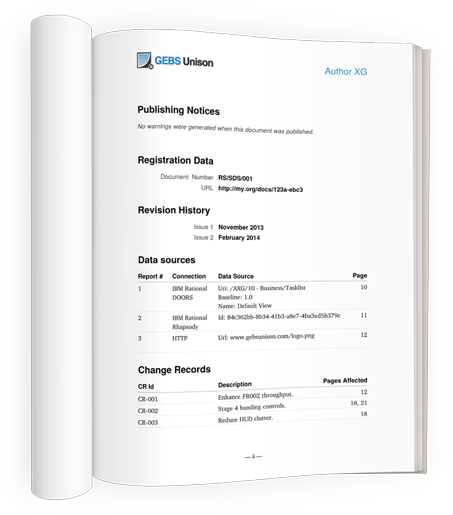 GEBS Unison
Author XG
Publishing Notices
No warnings were generated when this document was published.
Registration Data
Document Number RS/SDS/001
URL http://my.org/docs/123a-ebc3
Revision History
Issue 1 November 2013
Issue 2 February 2014
Data sources
Report # Connection Data Source Page
1 IBM Rational Uri: /AXG/10 - Business/Tasklist 10
DOORS Baseline: 1.0
Name: Default View
2 IBM Rational Id: 84c362bb-8b34-41b3-a8e7-4ba3ed5b379c 11
Rhapsody
3 HTTP Url: www.gebsunison.com/logo.png 12
Change Records
CR Id Description Pages Affected
CR-001 Enhance FR002 throughput. 12
CR-002 Stage 4 banding controls. 18, 21
CR-003 Reduce HUD clutter. 18
— ii —